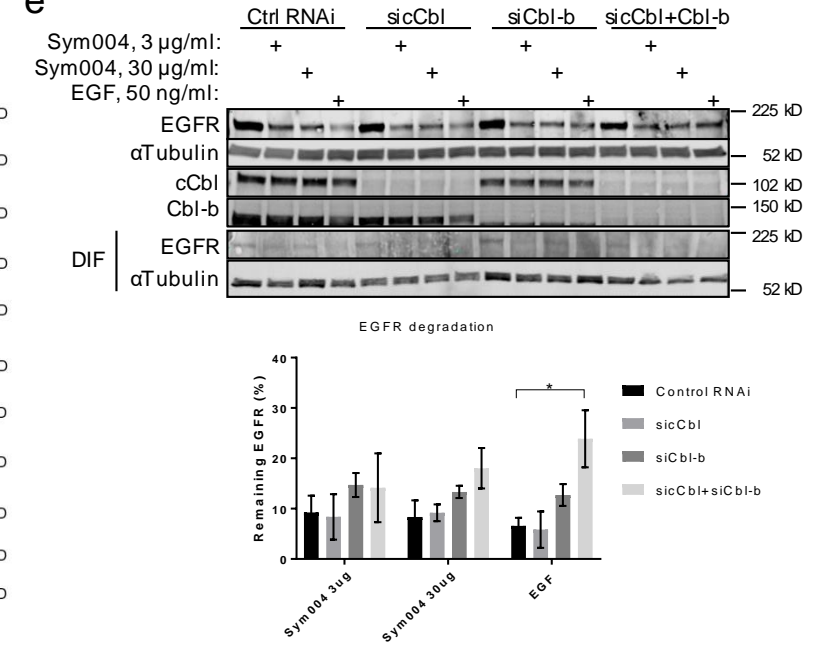 e
Ctrl RNAi sicCbl siCbl-b sicCbl+Cbl-b
Sym004, 3 µg/ml: + + + +
Sym004, 30 µg/ml: + + + +
EGF, 50 ng/ml: + + + +
EGFR 225 kD
αTubulin 52 kD
cCbl 102 kD
Cbl-b 150 kD
DIF
EGFR 225 kD
αTubulin 52 kD
EGFR degradation
Remaining EGFR (%)
40
30
20
10
0
*
Sym004 3ug
Sym004 30ug
EGF
Control RNAi
sicCbl
siCbl-b
sicCbl+siCbl-b